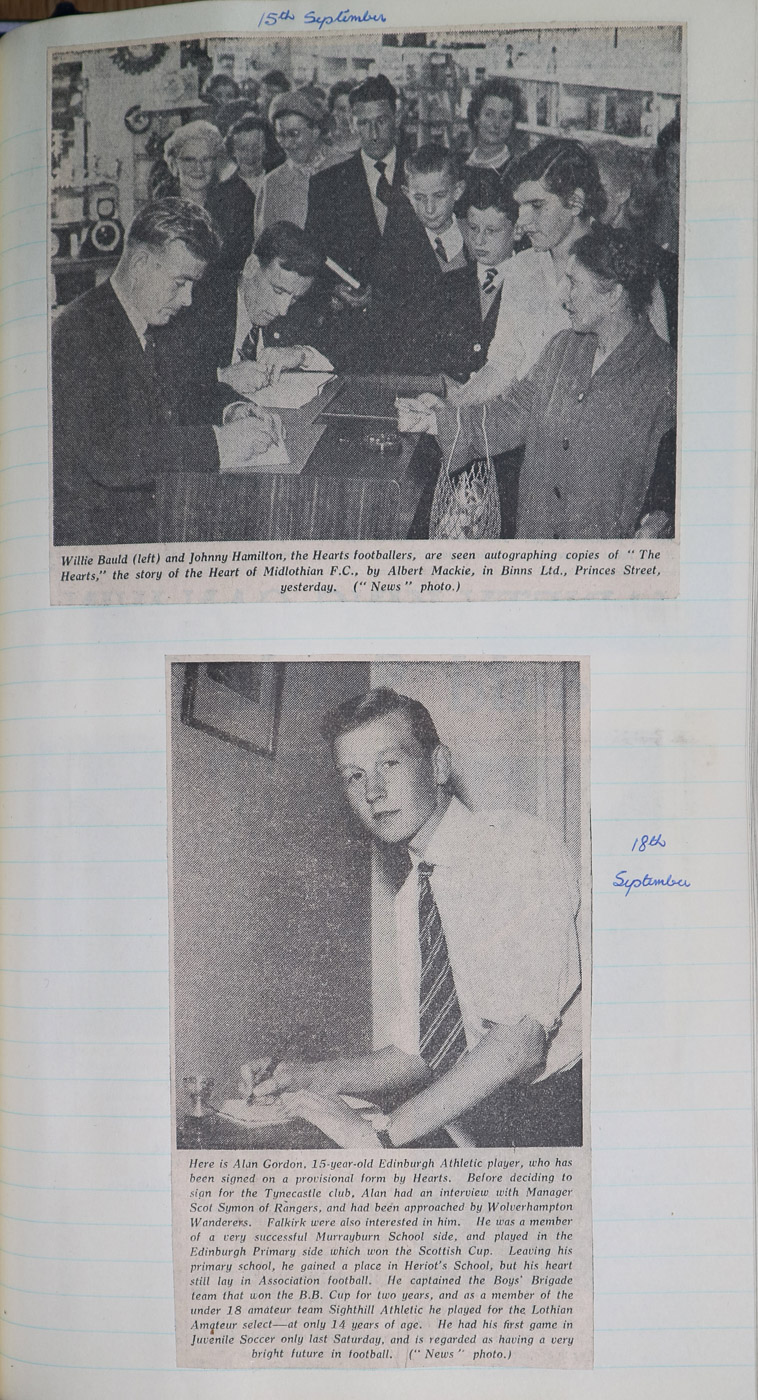 15th September
Willie Bauld (left) and Johnny Hamilton, the Hearts footballers, are seen autographing copies of " The
Hearts," the story of the Heart of Midlothian F.C., by Albert Mackie, in Binns Ltd., Princes Street,
yesterday. (" News " photo.)
18th
September
Here is Alan Gordon, 15-year-old Edinburgh Athletic player, who has
been signed on a provisional form by Hearts. Before deciding to
sign for the Tynecastle club, Alan had an interview with Manager
Scot Symon of Rangers, and had been approached by Wolverhampton
Wanderers. Falkirk were also interested in him. He was a member
of a very successful Murrayburn School side, and played in the
Edinburgh Primary side which won the Scottish Cup. Leaving his
primary school, he gained a place in Heriot's School, but his heart
still lay in Association football. He captained the Boys' Brigade
team that won the B.B. Cup for two years, and as a member of the
under 18 amateur team Sighthill Athletic he played for the Lothian
Amateur select—at only 14 years of age. He had his first game in
Juvenile Soccer only last Saturday, and is regarded as having a very
bright future in football. (" News " photo.)